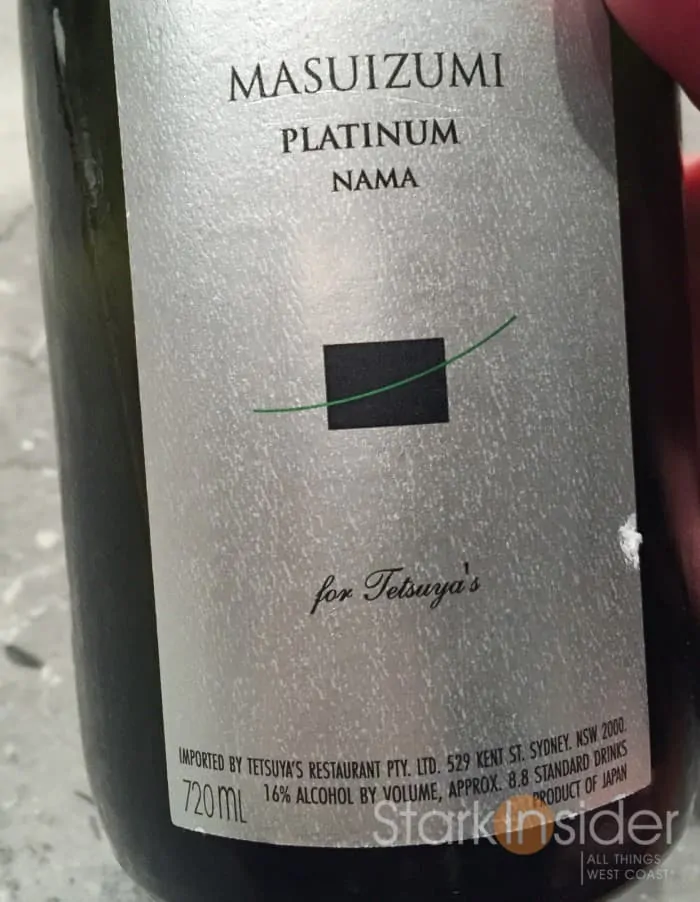 MASUIZUMI
PLATINUM
NAMA
for Tetsuya's
IMPORTED BY TETSUYA'S RESTAURANT PTY. LTD. 529 KENT ST. SYDNEY. NSW 2000.
720mL 16% ALCOHOL BY VOLUME, APPROX. 8.8 STANDARD DRINKS
PRODUCT OF JAPAN
Stark Insider
ALL THINGS
WEST COAST